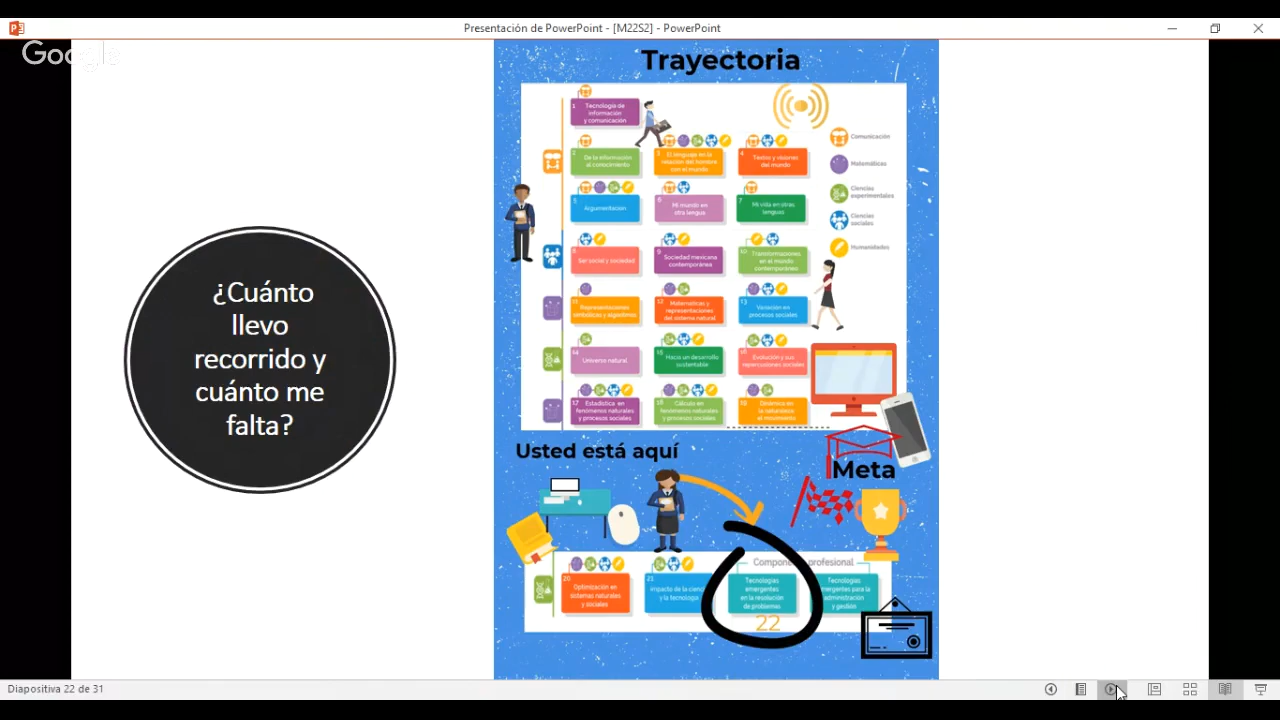 Presentación de PowerPoint - [M22S2] - PowerPoint
Google
Trayectoria
¿Cuánto
llevo
recorrido y
cuánto me
falta?
1 Tecnología de
información
y comunicación
Comunicación
Matemáticas
Ciencias
experimentales
Ciencias
sociales
Humanidades
2 De la información
al conocimiento
3 El lenguaje en la
relación del hombre
con el mundo
4 Textos y visiones
del mundo
5 Argumentación
6 Mi mundo en
otra lengua
7 Mi vida en otra
lengua
8 Ser social y sociedad
9 Sociedad mexicana
contemporánea
10 Transformaciones
en el mundo
contemporáneo
11 Representaciones
simbólicas y algoritmos
12 Matemáticas y
representaciones
del sistema natural
13 Variación en
procesos sociales
14 Universo natural
15 Hacia un desarrollo
sustentable
16 Evolución y sus
repercusiones sociales
17 Estadística en
fenómenos naturales
y procesos sociales
18 Cálculo en
fenómenos naturales
y procesos sociales
19 Dinámica en
la naturaleza:
el movimiento
Usted está aquí
Meta
20 Optimización en
sistemas naturales
y sociales
21 Impacto de la ciencia
y la tecnología
profesional
Tecnologías
emergentes
en la resolución
de problemas
22
Tecnologías
emergentes para la
administración
y gestión
Diapositiva 22 de 31